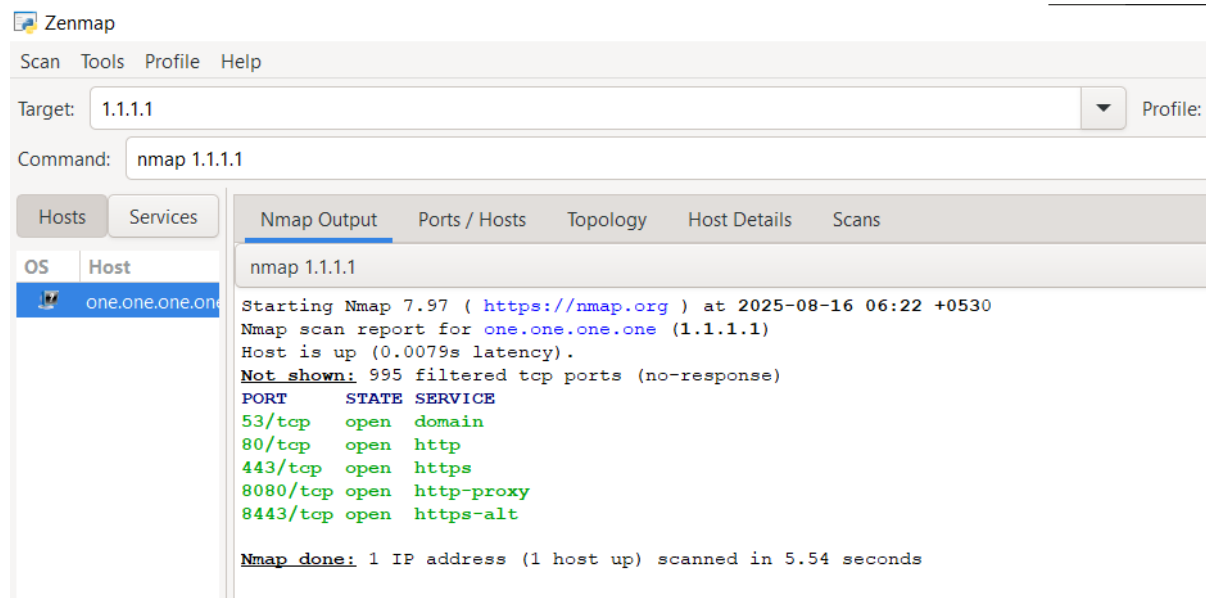 Zenmap
Scan Tools Profile Help
Target: 1.1.1.1 Profile:
Command: nmap 1.1.1.1
Hosts Services
Nmap Output Ports / Hosts Topology Host Details Scans
OS Host
one.one.one.one
nmap 1.1.1.1
Starting Nmap 7.97 ( https://nmap.org ) at 2025-08-16 06:22 +0530
Nmap scan report for one.one.one.one (1.1.1.1)
Host is up (0.0079s latency).
Not shown: 995 filtered tcp ports (no-response)
PORT     STATE SERVICE
53/tcp   open  domain
80/tcp   open  http
443/tcp  open  https
8080/tcp open  http-proxy
8443/tcp open  https-alt
Nmap done: 1 IP address (1 host up) scanned in 5.54 seconds